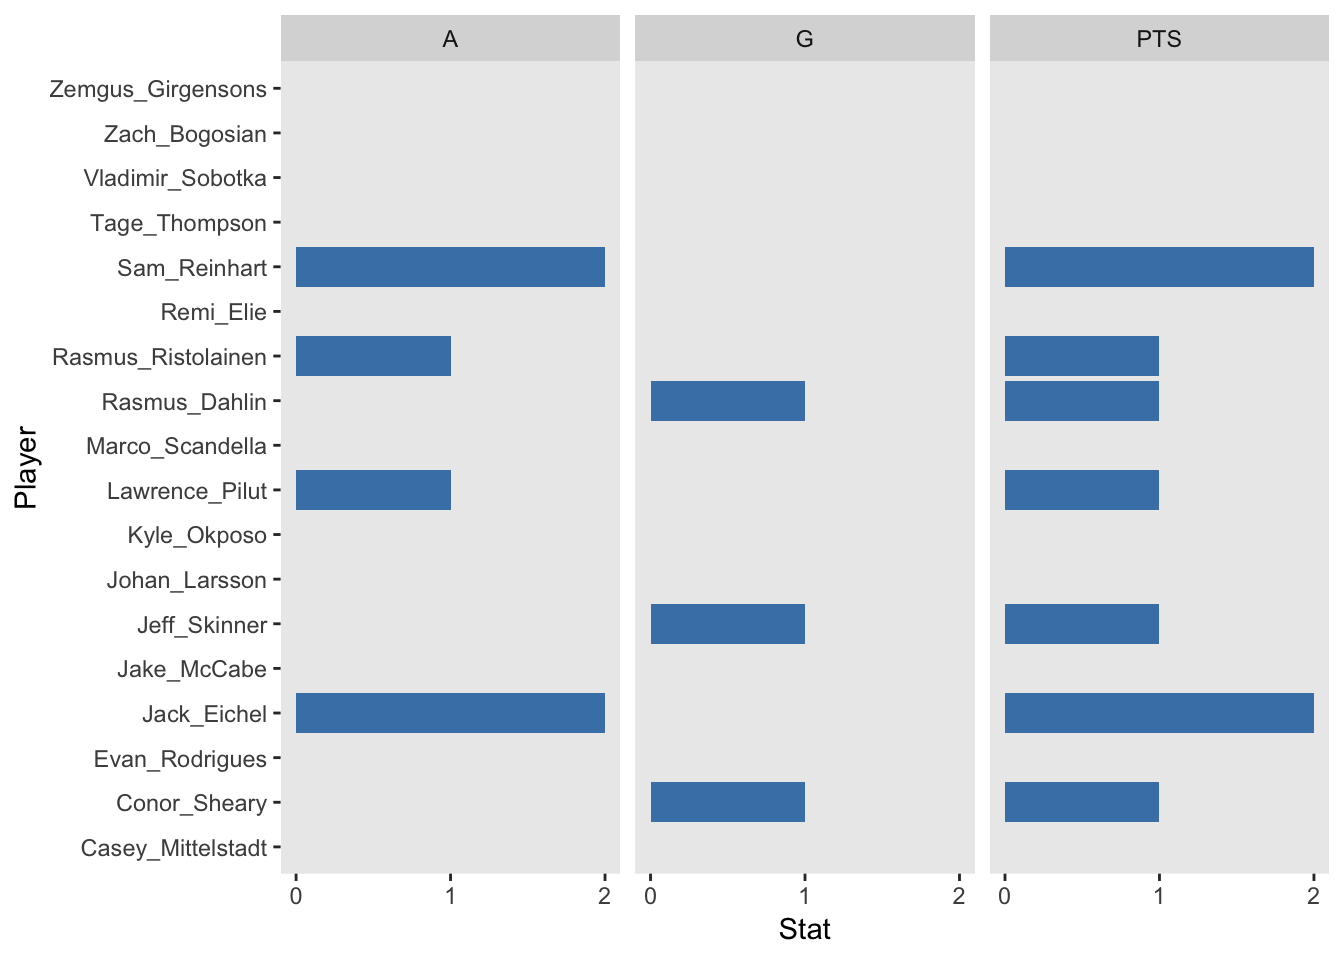 A G PTS
Zemgus_Girgensons
Zach_Bogosian
Vladimir_Sobotka
Tage_Thompson
Sam_Reinhart
Remi_Elie
Rasmus_Ristolainen
Rasmus_Dahlin
Marco_Scandella
Lawrence_Pilut
Kyle_Okposo
Johan_Larsson
Jeff_Skinner
Jake_McCabe
Jack_Eichel
Evan_Rodrigues
Conor_Sheary
Casey_Mittelstadt
Player
0 1 2 0 1 2 0 1 2
Stat